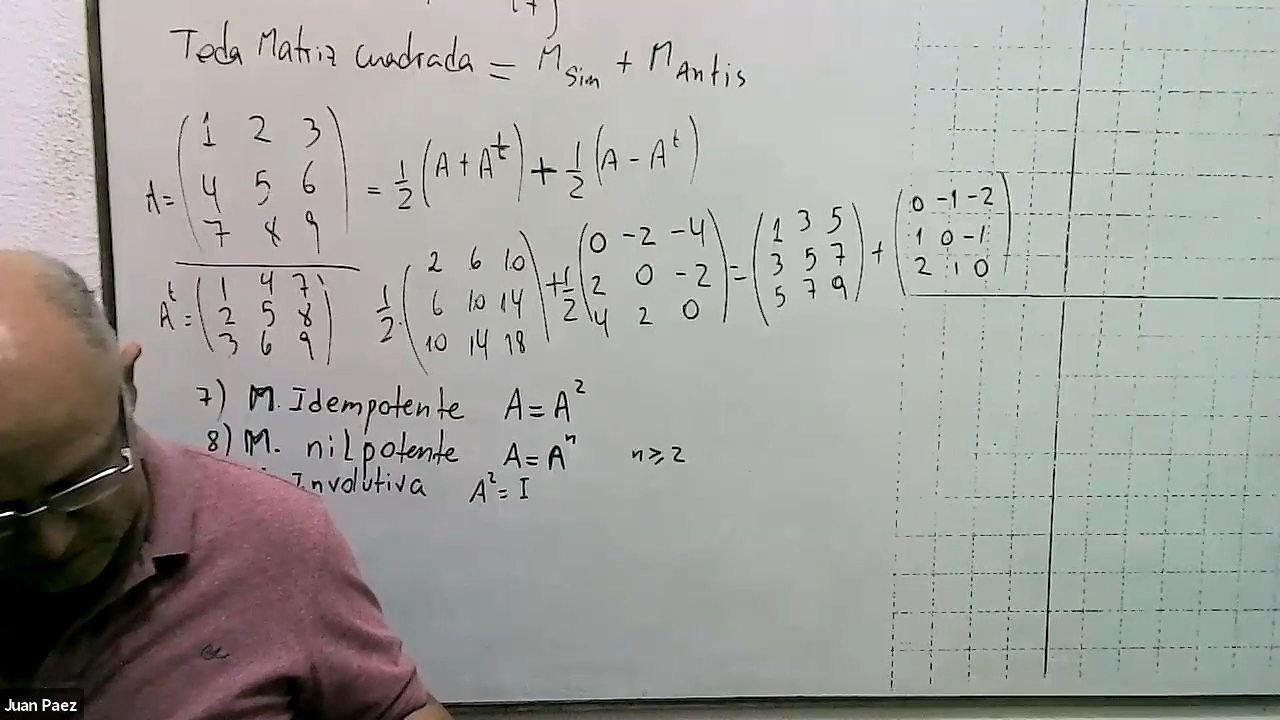 Toda Matriz Cuadrada = M Sim + M Antis
A = (1 2 3
4 5 6
7 8 9) = 1/2 (A + A^t) + 1/2 (A - A^t)
A^t = (1 4 7
2 5 8
3 6 9)
1/2 · (2 6 10
6 10 14
10 14 18) + 1/2 (0 -2 -4
2 0 -2
4 2 0) = (1 3 5
3 5 7
5 7 9) + (0 -1 -2
1 0 -1
2 1 0)
7) M. Idempotente A = A^2
8) M. nilpotente A = A^n n ≥ 2
Involutiva A^2 = I
Juan Paez